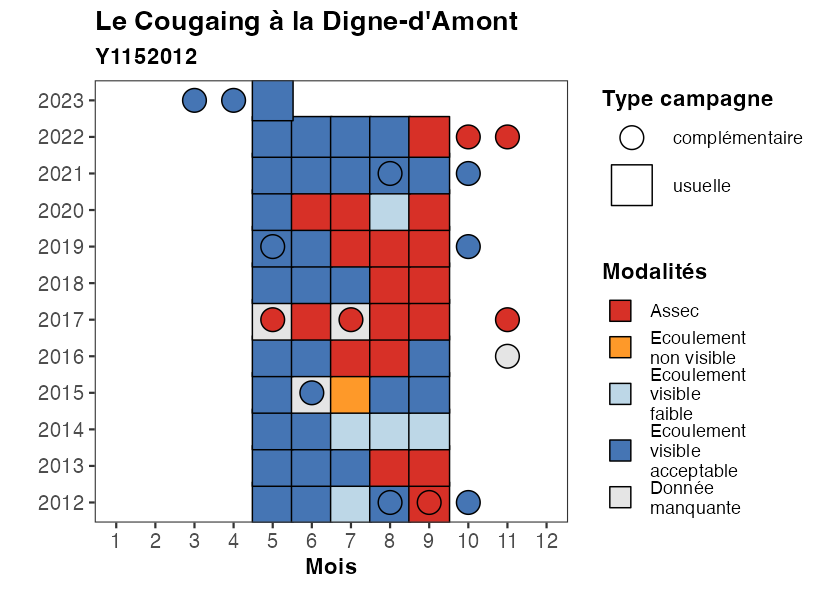 Le Cougaing à la Digne-d'Amont
Y1152012
2023
2022
2021
2020
2019
2018
2017
2016
2015
2014
2013
2012
1 2 3 4 5 6 7 8 9 10 11 12
Mois
Type campagne
complémentaire
usuelle
Modalités
Assec
Ecoulement
non visible
Ecoulement
visible
faible
Ecoulement
visible
acceptable
Donnée
manquante